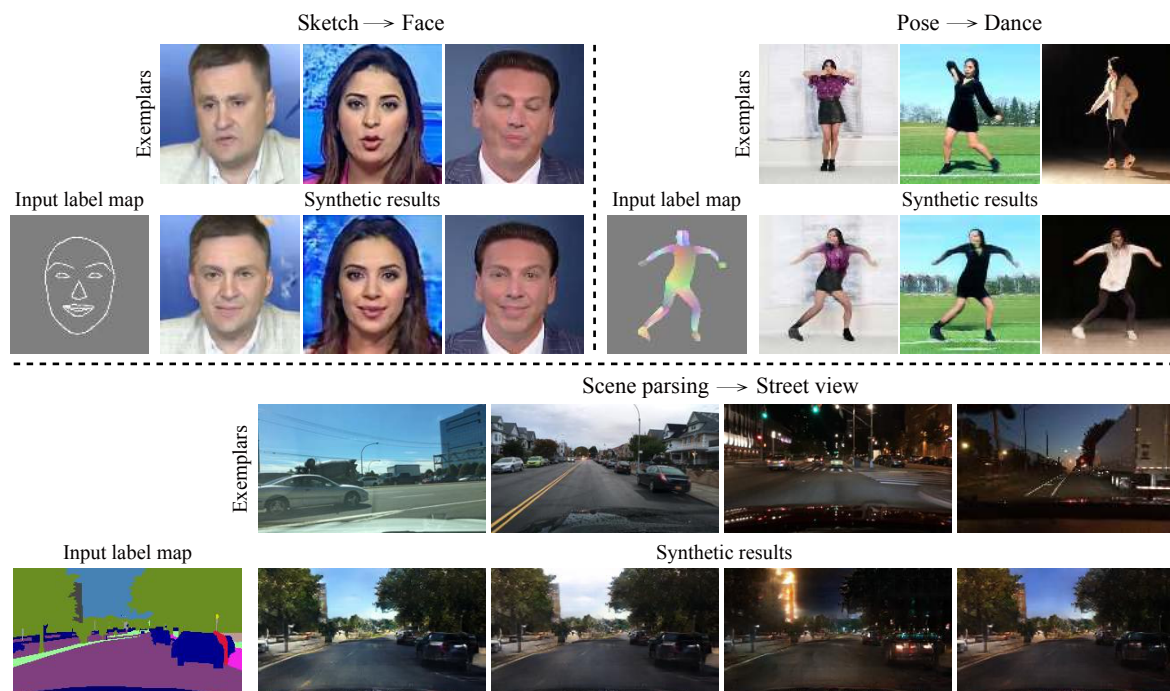 Sketch → Face
Exemplars
Input label map
Synthetic results
Pose → Dance
Exemplars
Input label map
Synthetic results
Scene parsing → Street view
Exemplars
Input label map
Synthetic results